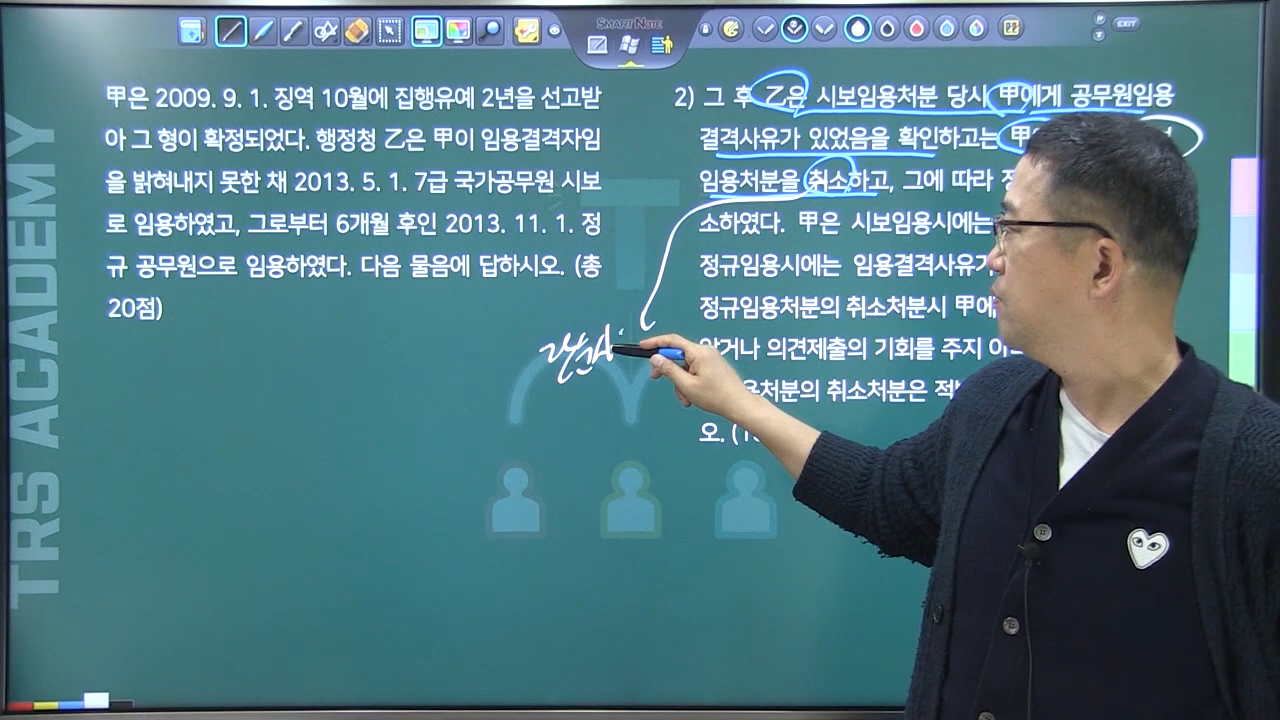 SMART NOTE
EXIT
甲은 2009. 9. 1. 징역 10월에 집행유예 2년을 선고받
아 그 형이 확정되었다. 행정청 乙은 甲이 임용결격자임
을 밝혀내지 못한 채 2013. 5. 1. 7급 국가공무원 시보
로 임용하였고, 그로부터 6개월 후인 2013. 11. 1. 정
규 공무원으로 임용하였다. 다음 물음에 답하시오. (총
20점)
2) 그 후 乙은 시보임용처분 당시 甲에게 공무원임용
결격사유가 있었음을 확인하고는
임용처분을 취소하고, 그에 따라
소하였다. 甲은 시보임용시에는
정규임용시에는 임용결격사유가
정규임용처분의 취소처분시 甲에
않거나 의견제출의 기회를 주지
취소처분은
오.
TRS ACADEMY